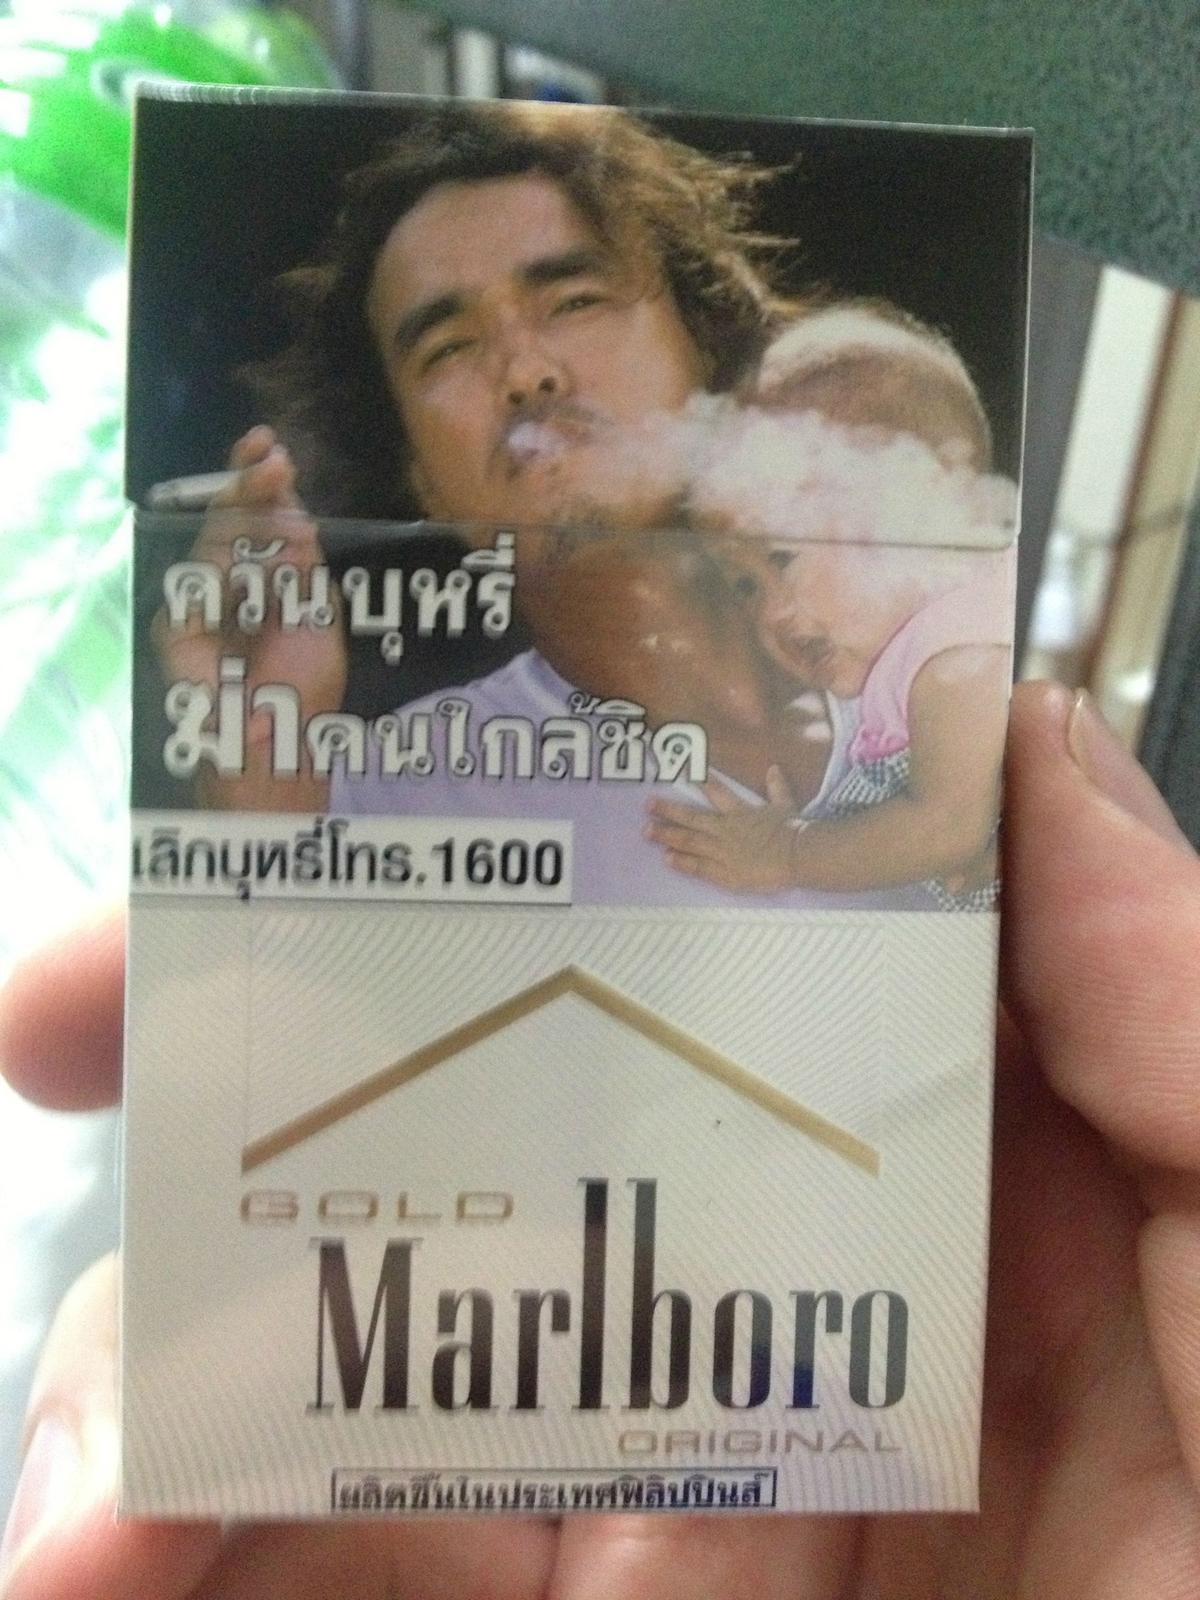 ควันบุหรี่
ฆ่าคนใกล้ชิด
เลิกบุหรี่โทร.1600
GOLD
Marlboro
ORIGINAL
ผลิตขึ้นในประเทศฟิลิปปินส์